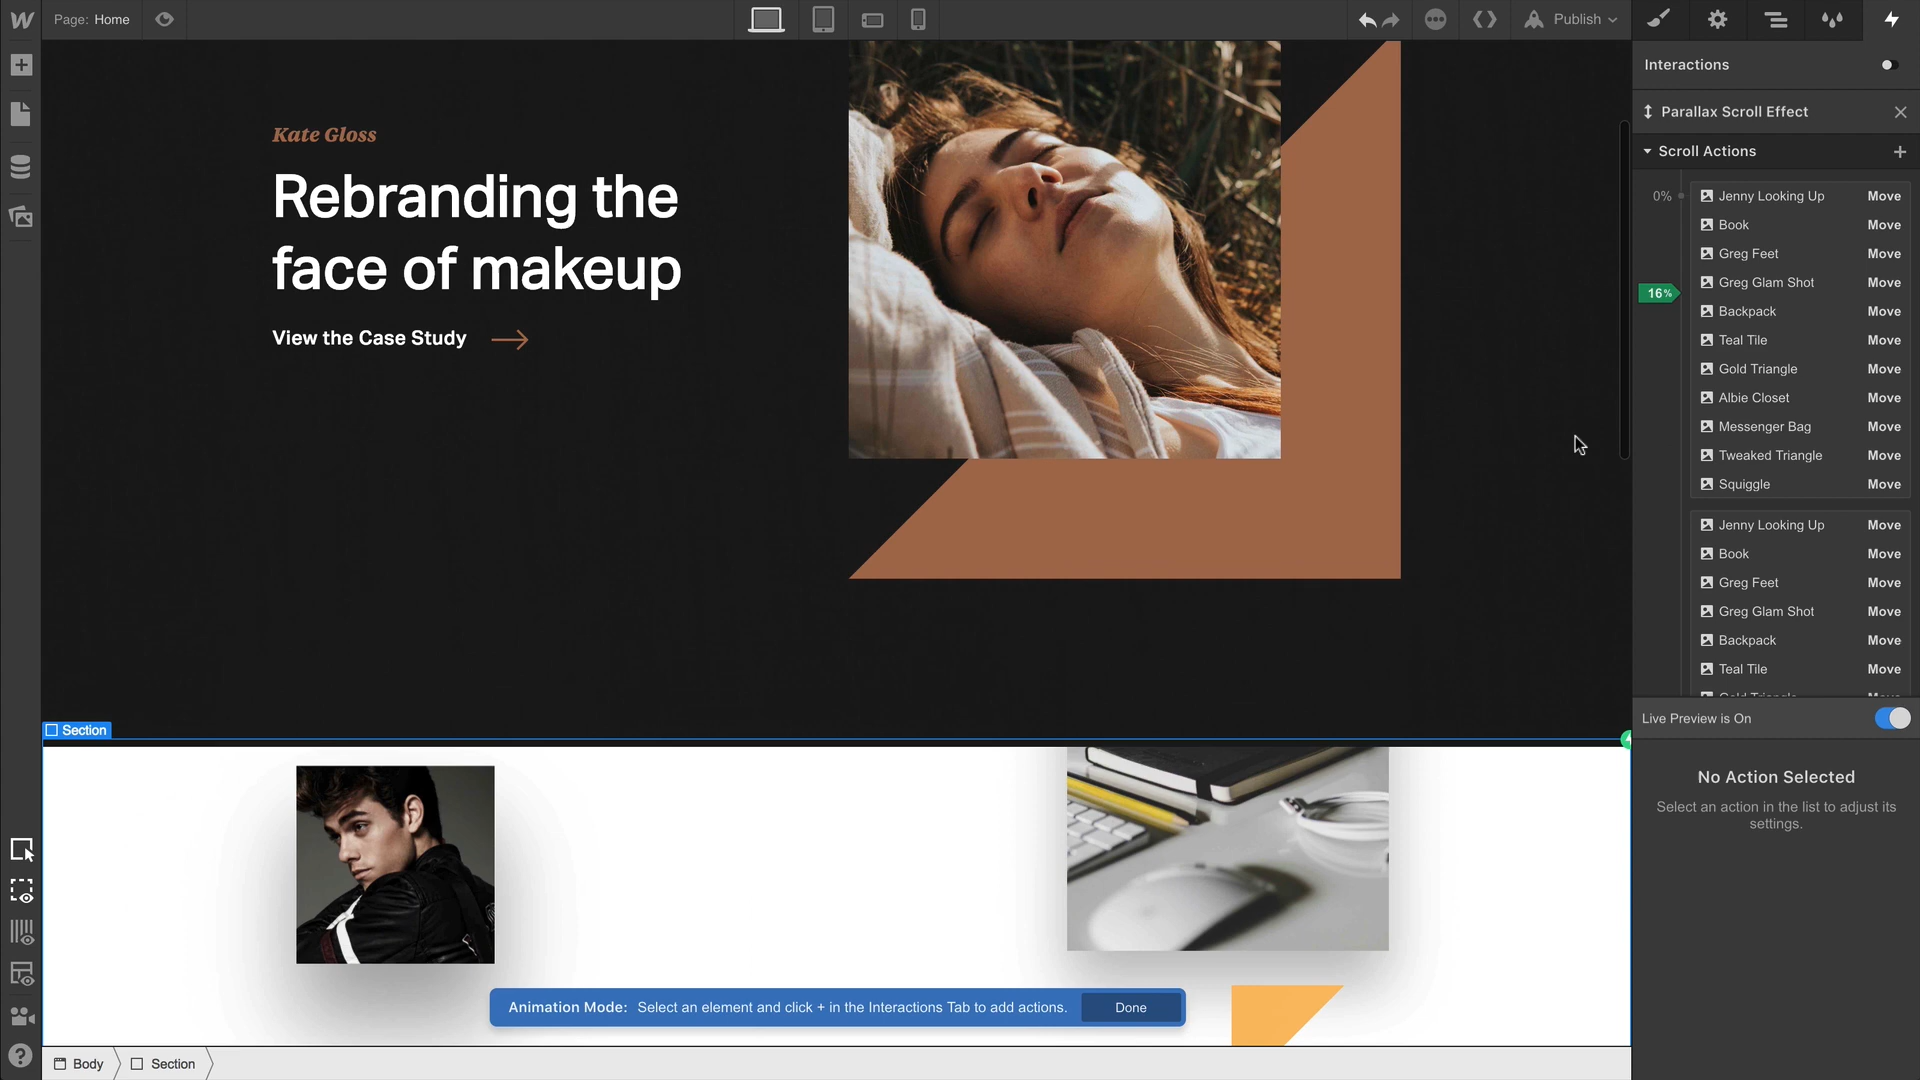 Page: Home
Publish
Interactions
Parallax Scroll Effect
Scroll Actions
0%
Jenny Looking Up Move
Book Move
Greg Feet Move
16%
Greg Glam Shot Move
Backpack Move
Teal Tile Move
Gold Triangle Move
Albie Closet Move
Messenger Bag Move
Tweaked Triangle Move
Squiggle Move
Jenny Looking Up Move
Book Move
Greg Feet Move
Greg Glam Shot Move
Backpack Move
Teal Tile Move
Gold Triangle Move
Live Preview is On
No Action Selected
Select an action in the list to adjust its
settings.
Kate Gloss
Rebranding the
face of makeup
View the Case Study
Section
Animation Mode: Select an element and click + in the Interactions Tab to add actions. Done
Body Section